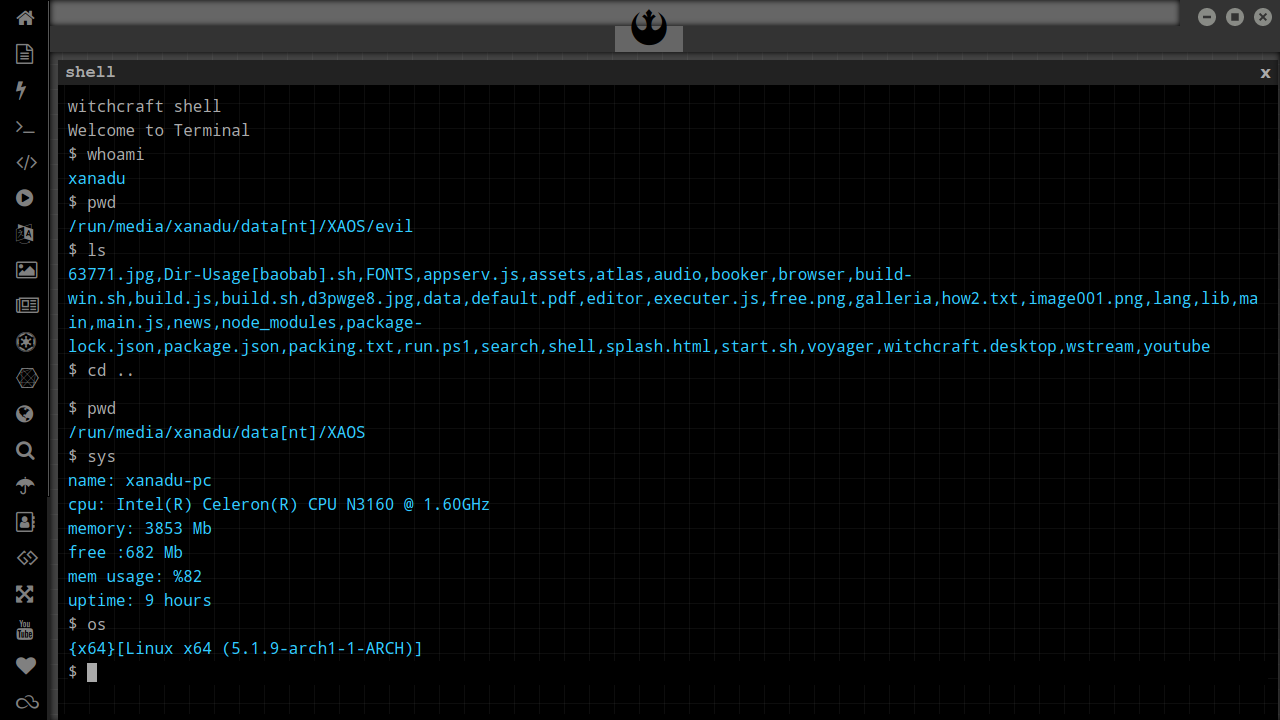 shell x
witchcraft shell
Welcome to Terminal
$ whoami
xanadu
$ pwd
/run/media/xanadu/data[nt]/XAOS/evil
$ ls
63771.jpg,Dir-Usage[baobab].sh,FONTS,appserv.js,assets,atlas,audio,booker,browser,build-
win.sh,build.js,build.sh,d3pwge8.jpg,data,default.pdf,editor,executer.js,free.png,galleria,how2.txt,image001.png,lang,lib,ma
in,main.js,news,node_modules,package-
lock.json,package.json,packing.txt,run.ps1,search,shell,splash.html,start.sh,voyager,witchcraft.desktop,wstream,youtube
$ cd ..
$ pwd
/run/media/xanadu/data[nt]/XAOS
$ sys
name: xanadu-pc
cpu: Intel(R) Celeron(R) CPU N3160 @ 1.60GHz
memory: 3853 Mb
free :682 Mb
mem usage: %82
uptime: 9 hours
$ os
{x64}[Linux x64 (5.1.9-arch1-1-ARCH)]
$
You
Tube